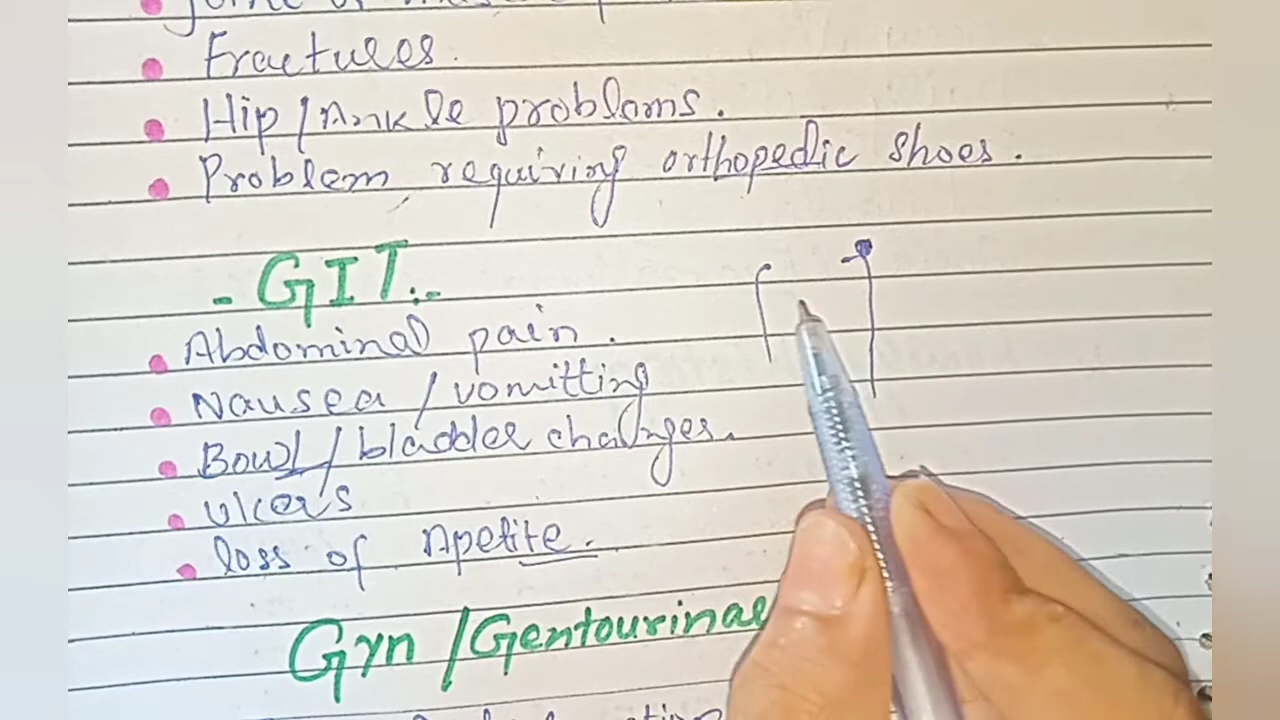 Fractures.
Hip/Ankle problems.
Problem requiring orthopedic shoes.
- GIT:-
Abdominal pain.
Nausea / vomitting
Bowl / bladder changes.
Ulcers
loss of Apetite.
Gyn /Gentourinae